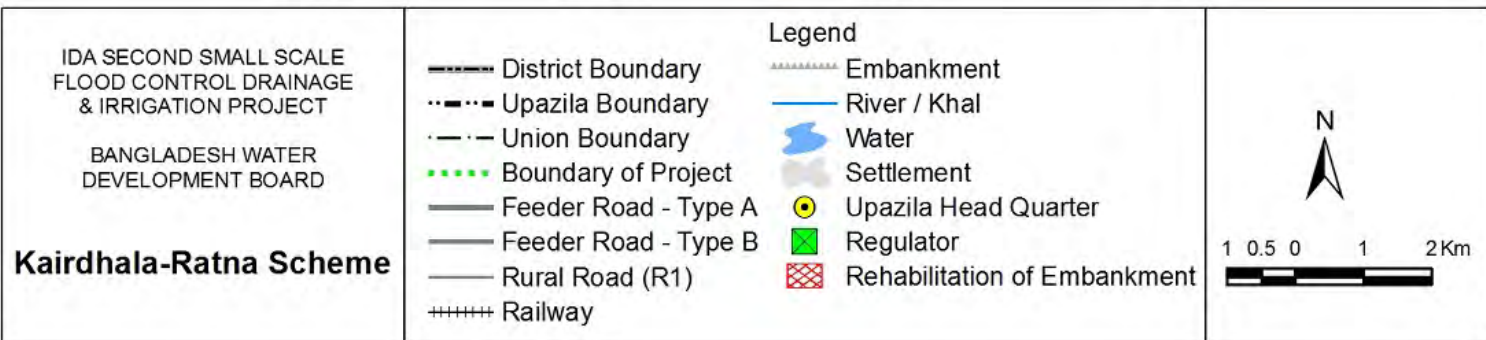 IDA SECOND SMALL SCALE
FLOOD CONTROL DRAINAGE
& IRRIGATION PROJECT
BANGLADESH WATER
DEVELOPMENT BOARD
Kairdhala-Ratna Scheme
Legend
District Boundary
Upazila Boundary
Union Boundary
Boundary of Project
Feeder Road - Type A
Feeder Road - Type B
Rural Road (R1)
Railway
Embankment
River / Khal
Water
Settlement
Upazila Head Quarter
Regulator
Rehabilitation of Embankment
N
1 0.5 0 1 2 Km